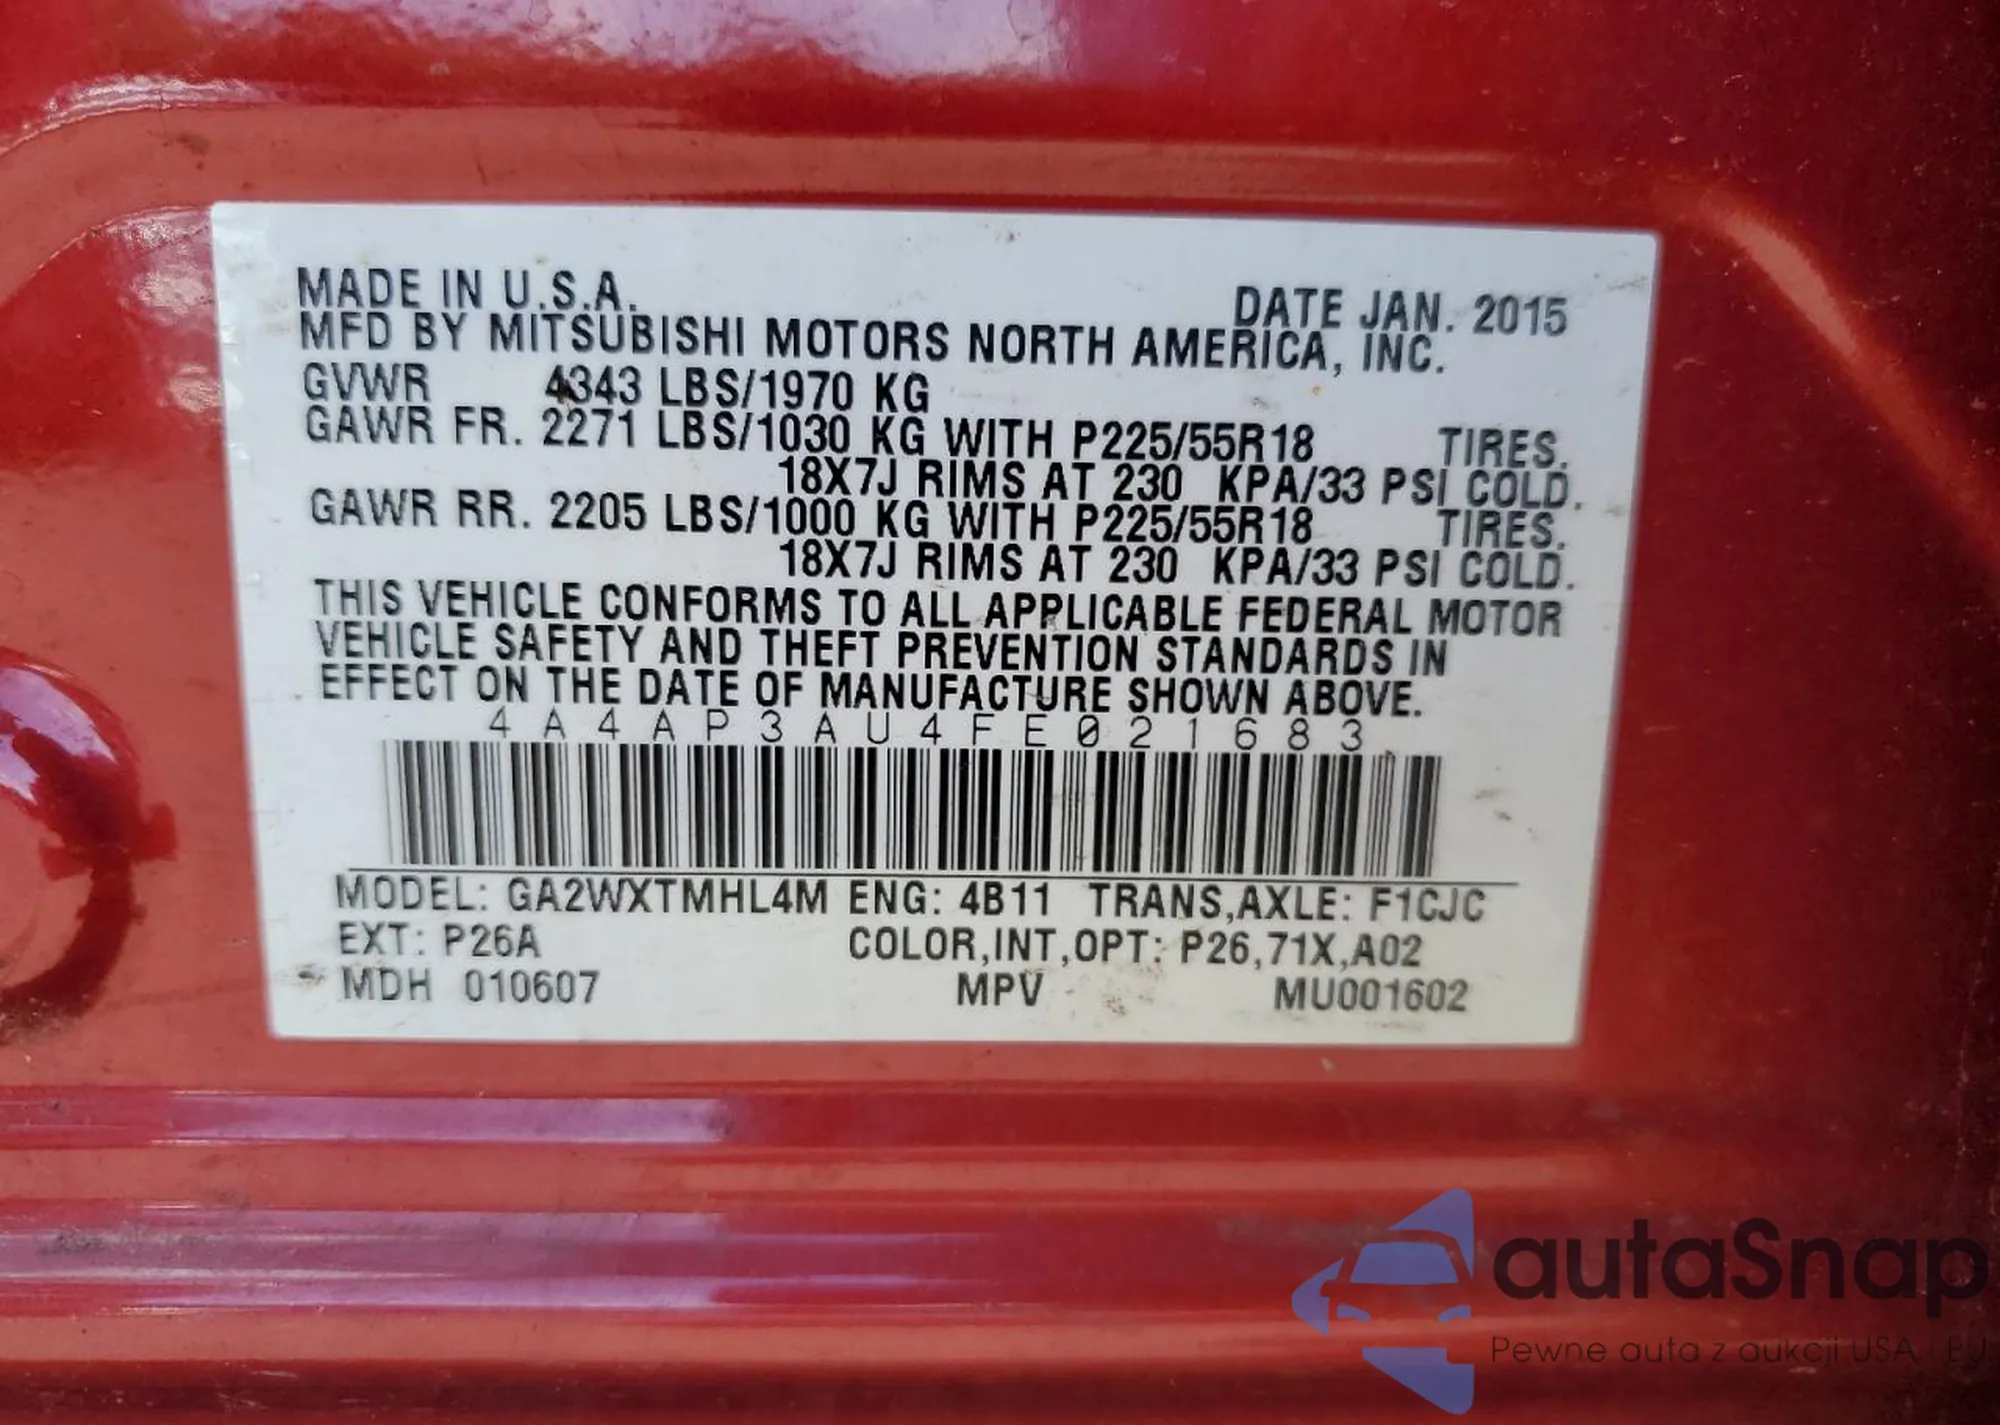 MADE IN U.S.A.
DATE JAN. 2015
MFD BY MITSUBISHI MOTORS NORTH AMERICA, INC.
GVWR 4343 LBS/1970 KG
GAWR FR. 2271 LBS/1030 KG WITH P225/55R18 TIRES.
18X7J RIMS AT 230 KPA/33 PSI COLD.
GAWR RR. 2205 LBS/1000 KG WITH P225/55R18 TIRES.
18X7J RIMS AT 230 KPA/33 PSI COLD.
THIS VEHICLE CONFORMS TO ALL APPLICABLE FEDERAL MOTOR
VEHICLE SAFETY AND THEFT PREVENTION STANDARDS IN
EFFECT ON THE DATE OF MANUFACTURE SHOWN ABOVE.
4A4AP3AU4FE021683
MODEL: GA2WXTMHL4M ENG: 4B11 TRANS,AXLE: F1CJC
EXT: P26A COLOR,INT,OPT: P26,71X,A02
MDH 010607 MPV MU001602
autaSnap
Pewne auta z aukcji USA i EU